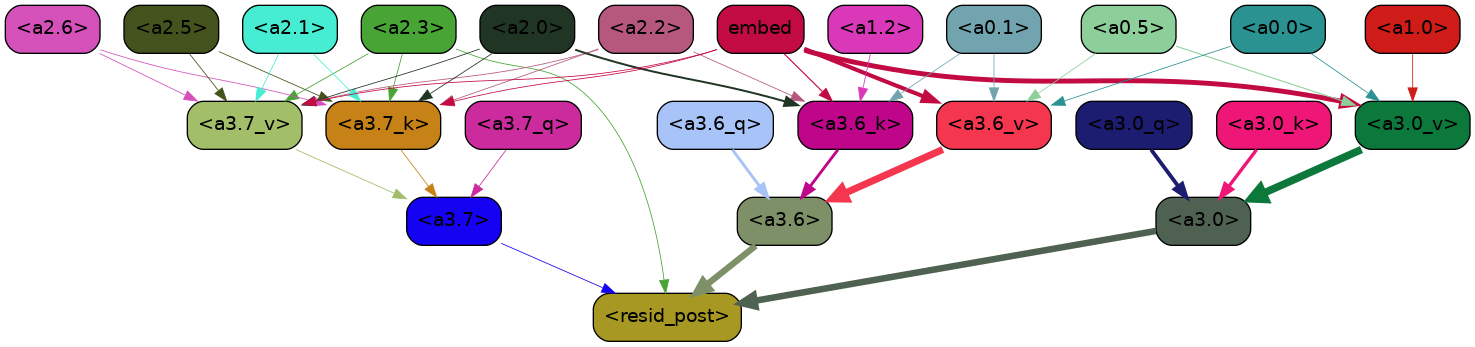 <a2.6> <a2.5> <a2.1> <a2.3> <a2.0> <a2.2> embed <a1.2> <a0.1> <a0.5> <a0.0> <a1.0>
<a3.7_v> <a3.7_k> <a3.7_q> <a3.6_q> <a3.6_k> <a3.6_v> <a3.0_q> <a3.0_k> <a3.0_v>
<a3.7> <a3.6> <a3.0>
<resid_post>